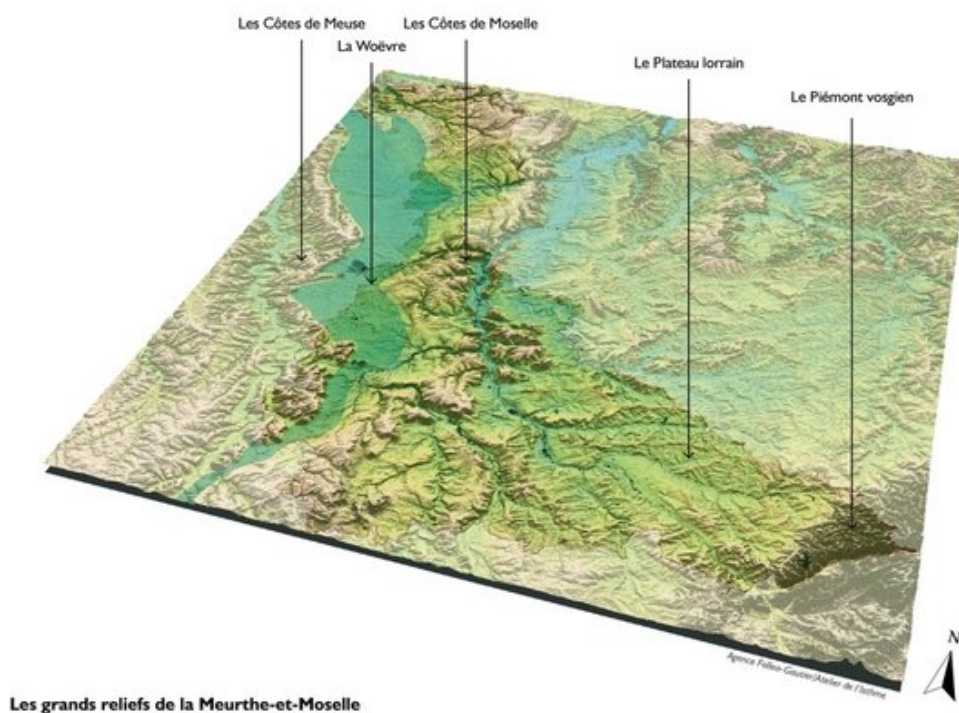 Les Côtes de Meuse
Les Côtes de Moselle
La Woëvre
Le Plateau lorrain
Le Piémont vosgien
N
Agence Folléa-Gautier/Atelier de l'Isthme
Les grands reliefs de la Meurthe-et-Moselle